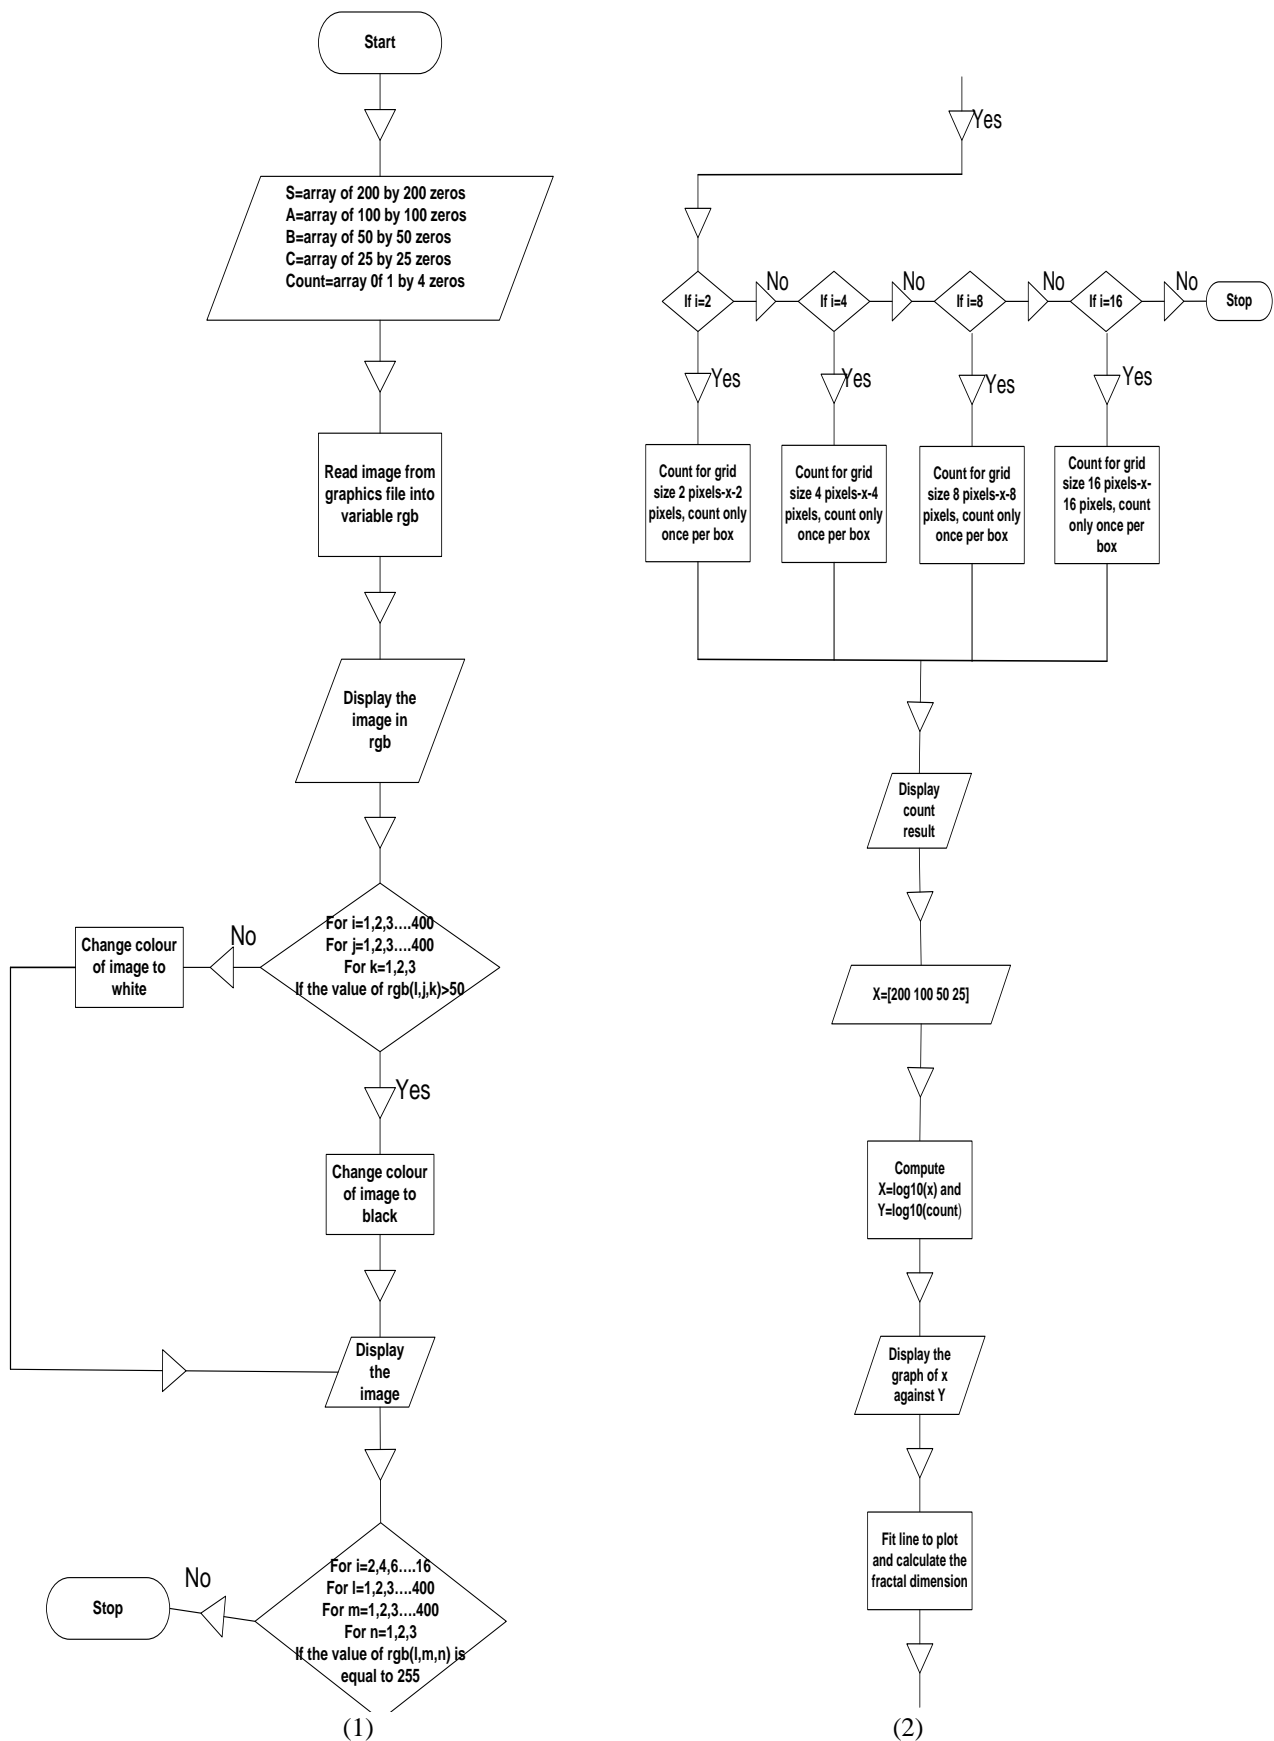 Start
S=array of 200 by 200 zeros
A=array of 100 by 100 zeros
B=array of 50 by 50 zeros
C=array of 25 by 25 zeros
Count=array 0f 1 by 4 zeros
Read image from
graphics file into
variable rgb
Display the
image in
rgb
For i=1,2,3....400
For j=1,2,3....400
For k=1,2,3
If the value of rgb(I,j,k)>50
No
Change colour
of image to
white
Yes
Change colour
of image to
black
Display
the
image
For i=2,4,6....16
For l=1,2,3....400
For m=1,2,3....400
For n=1,2,3
If the value of rgb(l,m,n) is
equal to 255
No
Stop
(1)
Yes
If i=2
No
If i=4
No
If i=8
No
If i=16
No
Stop
Yes
Yes
Yes
Yes
Count for grid
size 2 pixels-x-2
pixels, count only
once per box
Count for grid
size 4 pixels-x-4
pixels, count only
once per box
Count for grid
size 8 pixels-x-8
pixels, count only
once per box
Count for grid
size 16 pixels-x-
16 pixels, count
only once per
box
Display
count
result
X=[200 100 50 25]
Compute
X=log10(x) and
Y=log10(count)
Display the
graph of x
against Y
Fit line to plot
and calculate the
fractal dimension
(2)